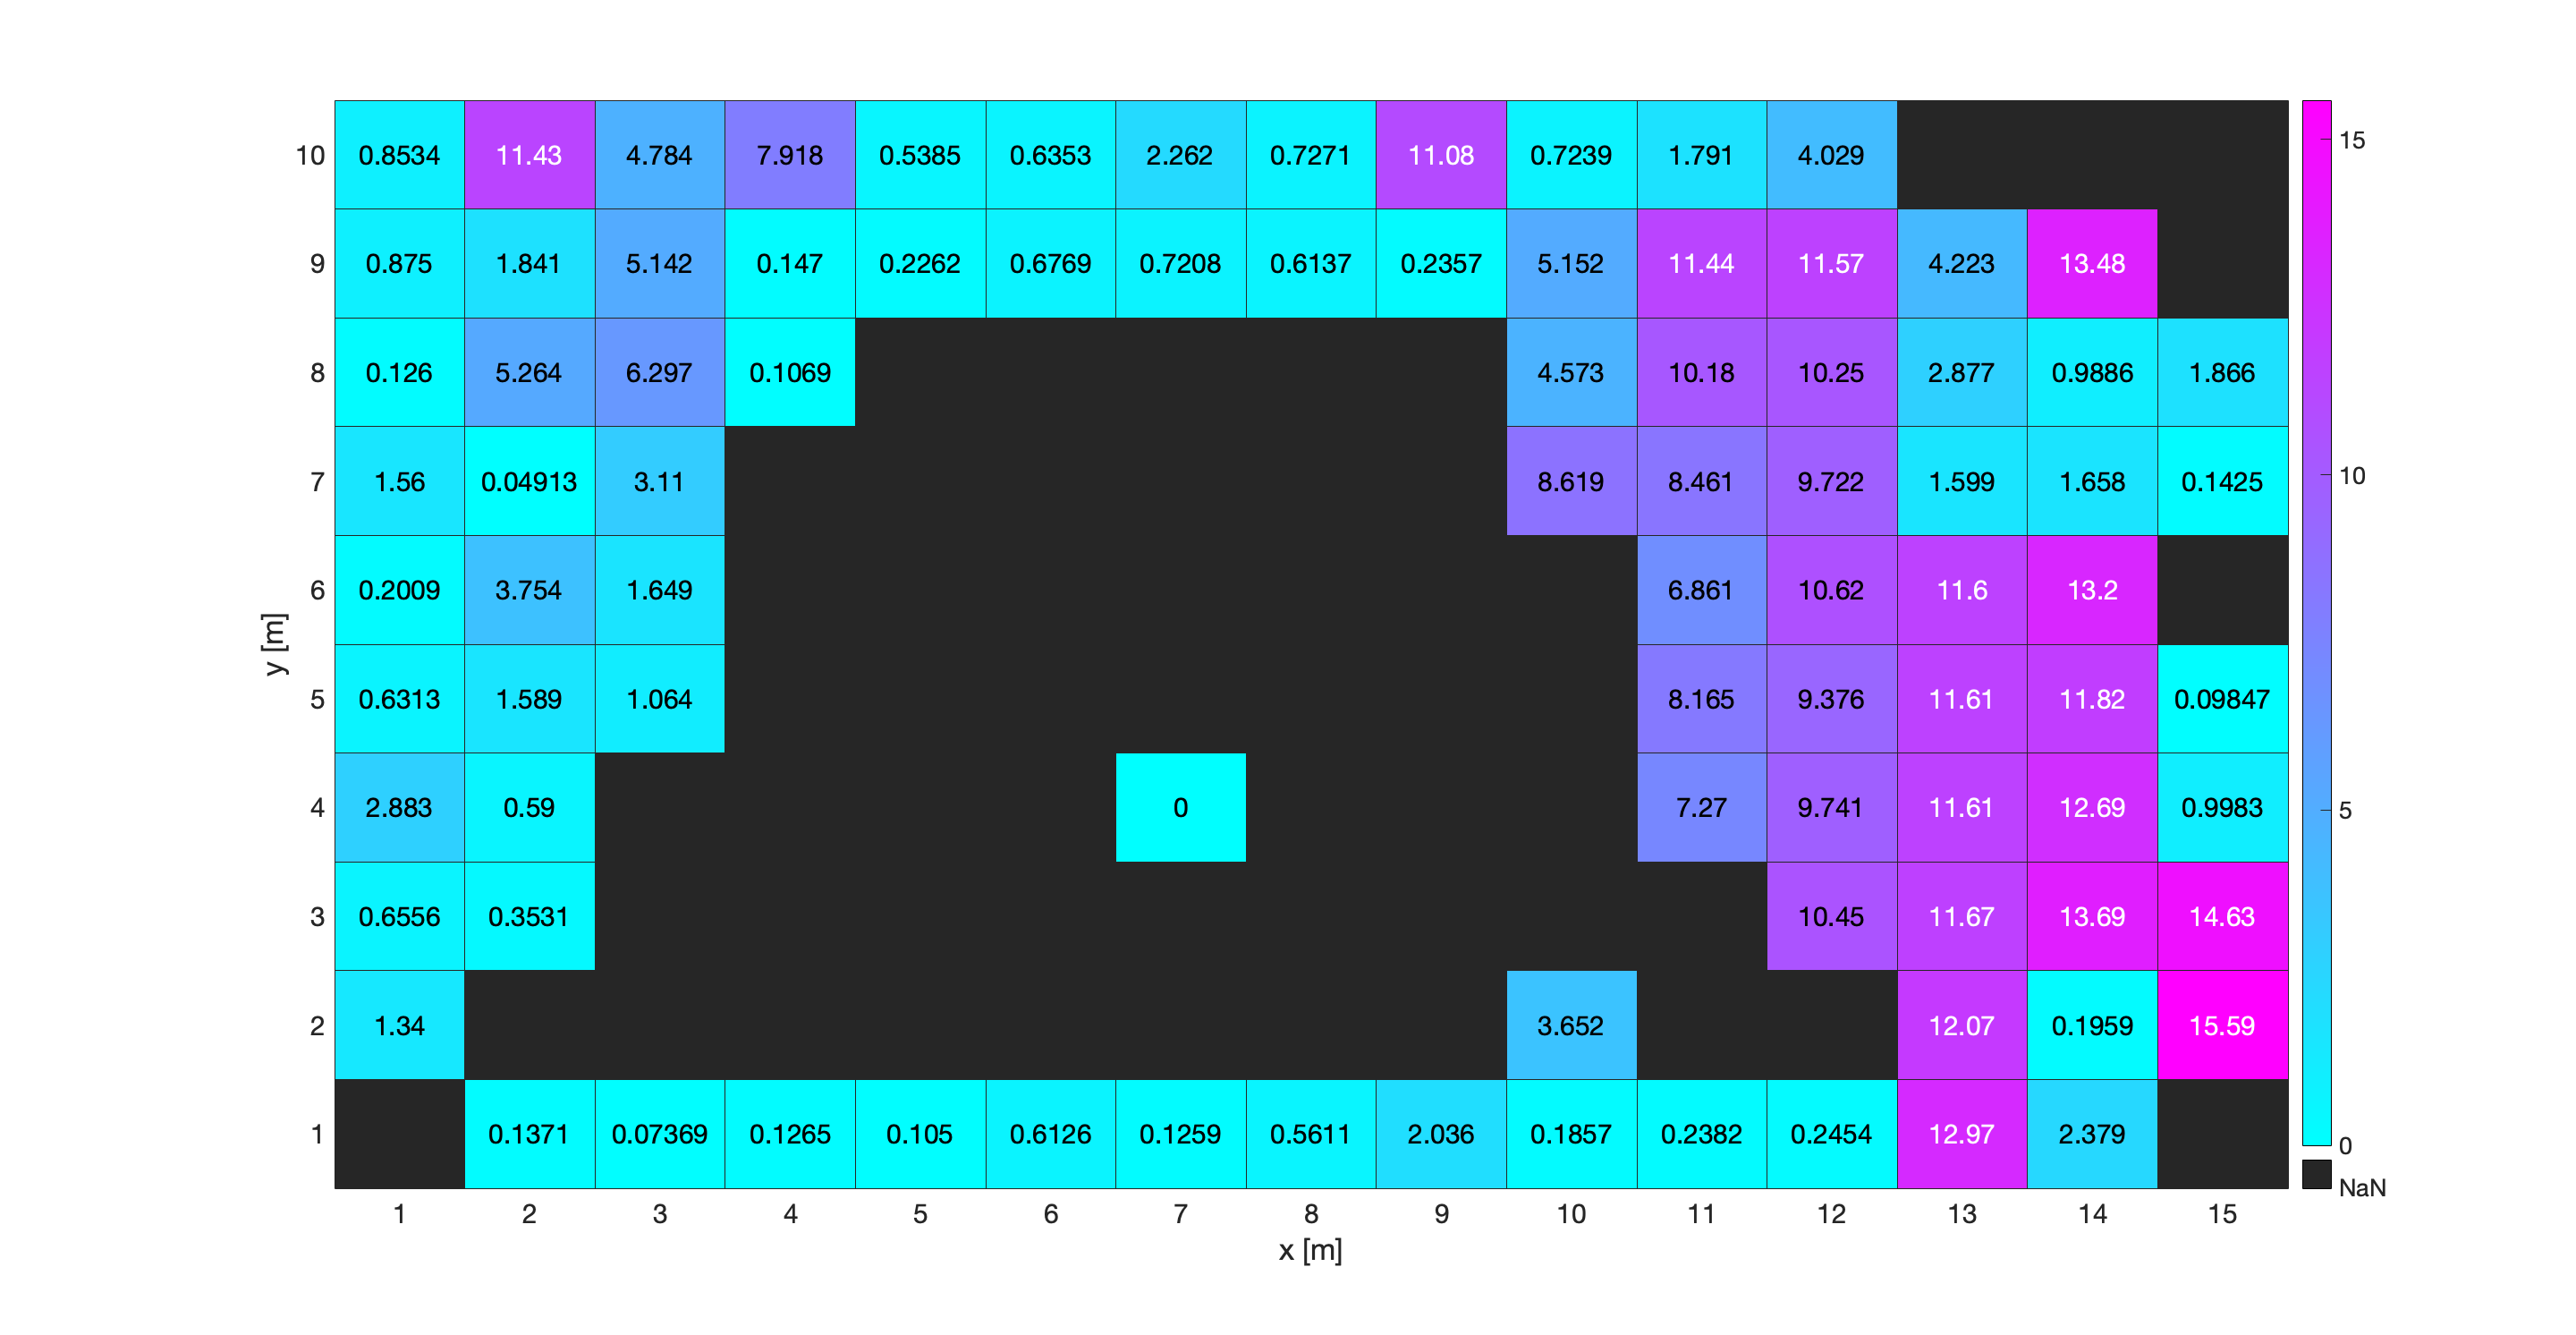 10 0.8534 11.43 4.784 7.918 0.5385 0.6353 2.262 0.7271 11.08 0.7239 1.791 4.029
9 0.875 1.841 5.142 0.147 0.2262 0.6769 0.7208 0.6137 0.2357 5.152 11.44 11.57 4.223 13.48
8 0.126 5.264 6.297 0.1069 4.573 10.18 10.25 2.877 0.9886 1.866
7 1.56 0.04913 3.11 8.619 8.461 9.722 1.599 1.658 0.1425
6 0.2009 3.754 1.649 6.861 10.62 11.6 13.2
5 0.6313 1.589 1.064 8.165 9.376 11.61 11.82 0.09847
4 2.883 0.59 0 7.27 9.741 11.61 12.69 0.9983
3 0.6556 0.3531 10.45 11.67 13.69 14.63
2 1.34 3.652 12.07 0.1959 15.59
1 0.1371 0.07369 0.1265 0.105 0.6126 0.1259 0.5611 2.036 0.1857 0.2382 0.2454 12.97 2.379
1 2 3 4 5 6 7 8 9 10 11 12 13 14 15
x [m]
y [m]
15
10
5
0
NaN